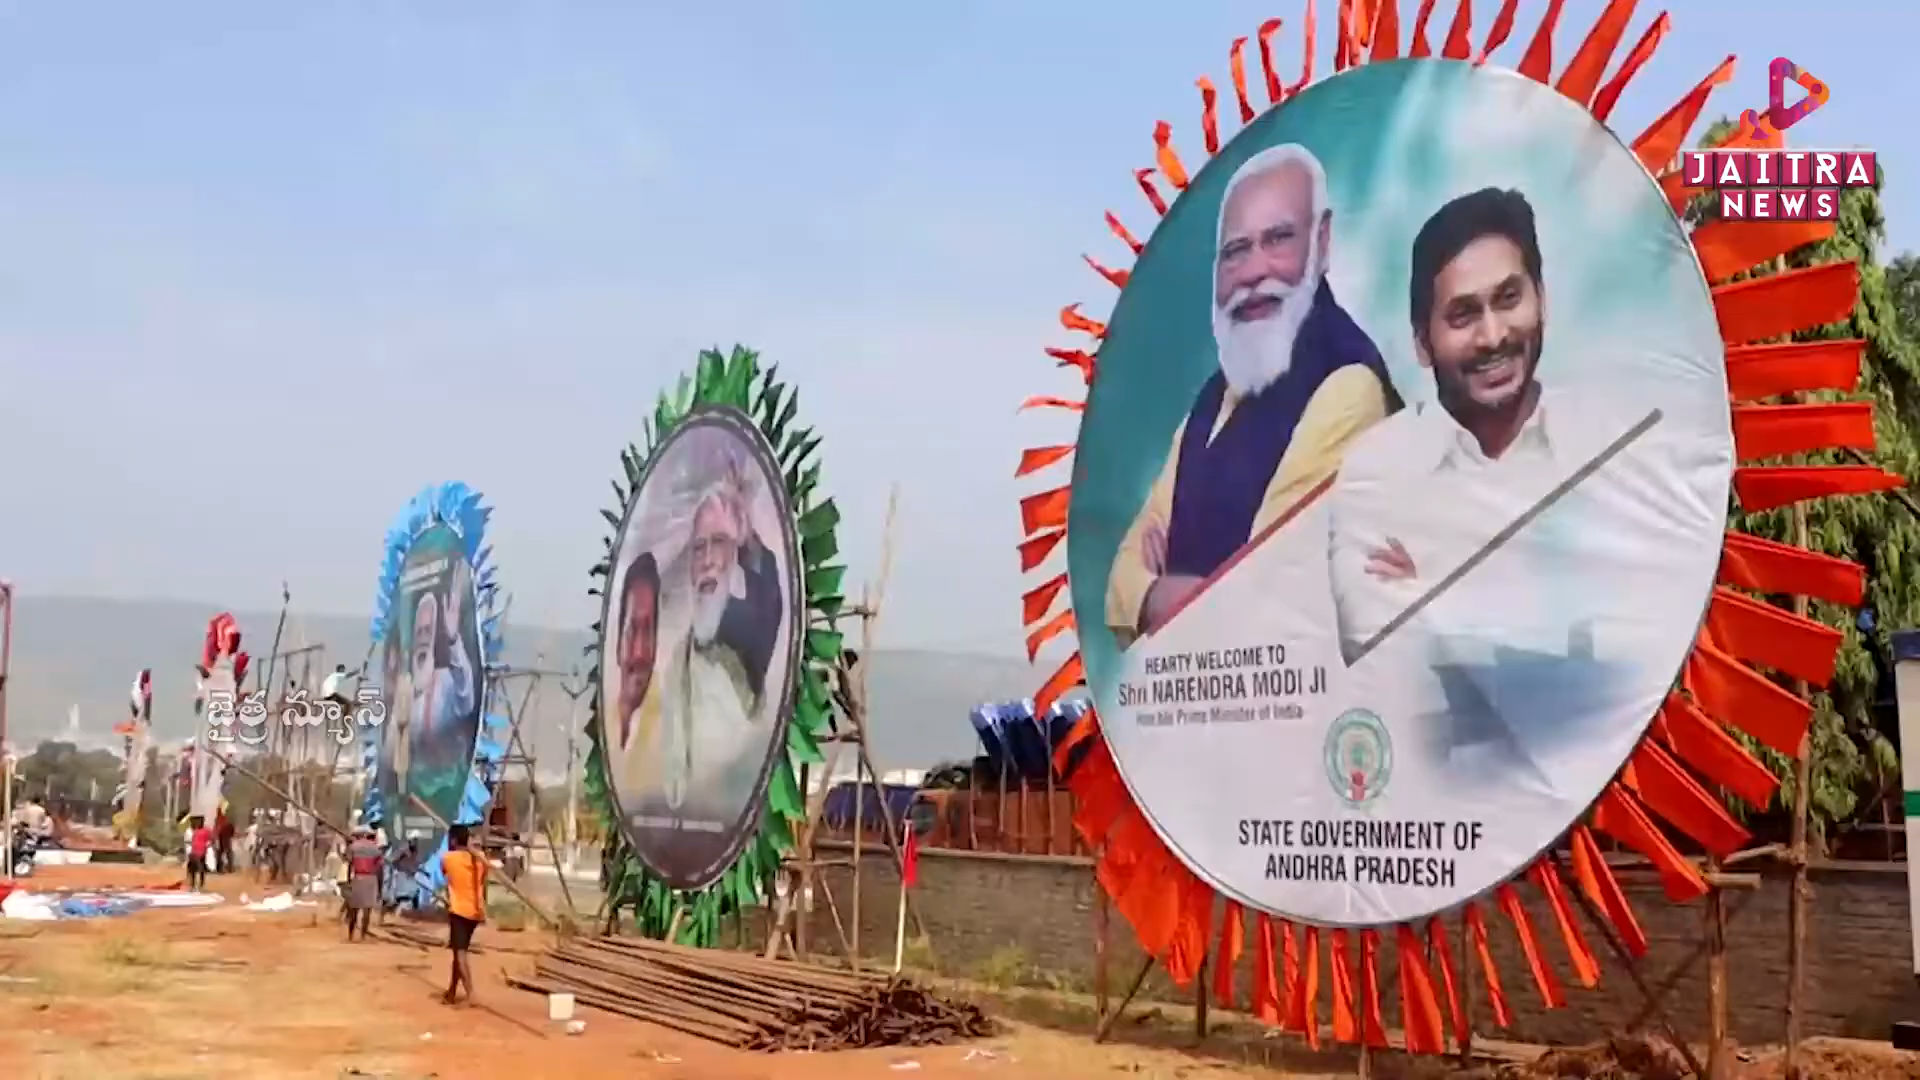 JAITRA
NEWS
జైత్ర న్యూస్
HEARTY WELCOME TO
Shri NARENDRA MODI JI
Hon'ble Prime Minister of India
STATE GOVERNMENT OF
ANDHRA PRADESH